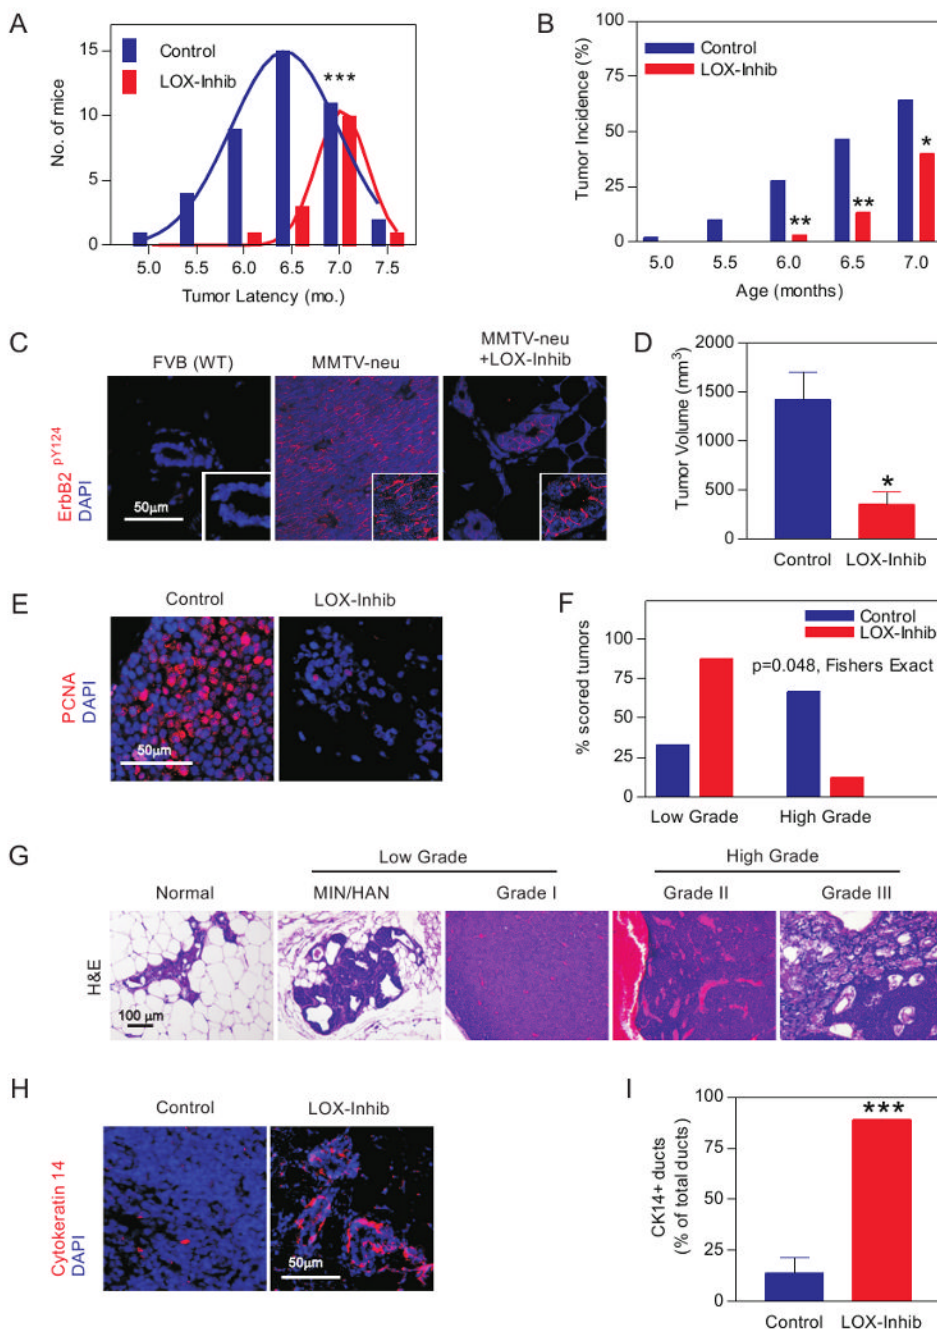 A
Control
LOX-Inhib
***
No. of mice
15
10
5
0
5.0 5.5 6.0 6.5 7.0 7.5
Tumor Latency (mo.)
B
Control
LOX-Inhib
Tumor Incidence (%)
100
75
50
25
0
** ** *
5.0 5.5 6.0 6.5 7.0
Age (months)
C
FVB (WT)
MMTV-neu
MMTV-neu
+LOX-Inhib
ErbB2 pY124
DAPI
50µm
D
Tumor Volume (mm3)
2000
1500
1000
500
0
*
Control LOX-Inhib
E
Control LOX-Inhib
PCNA
DAPI
50µm
F
Control
LOX-Inhib
p=0.048, Fishers Exact
% scored tumors
100
75
50
25
0
Low Grade High Grade
G
Low Grade High Grade
Normal MIN/HAN Grade I Grade II Grade III
H&E
100 µm
H
Control LOX-Inhib
Cytokeratin 14
DAPI
50µm
I
CK14+ ducts
(% of total ducts)
100
75
50
25
0
***
Control LOX-Inhib